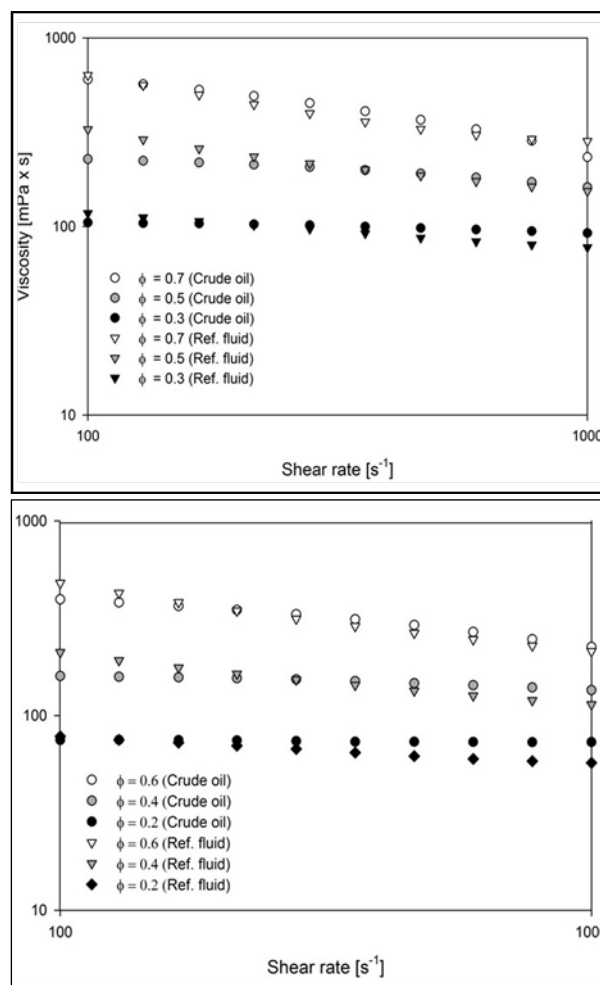 1000
100
10
Viscosity [mPa x s]
ϕ = 0.7 (Crude oil)
ϕ = 0.5 (Crude oil)
ϕ = 0.3 (Crude oil)
ϕ = 0.7 (Ref. fluid)
ϕ = 0.5 (Ref. fluid)
ϕ = 0.3 (Ref. fluid)
100 1000
Shear rate [s⁻¹]
1000
100
10
ϕ = 0.6 (Crude oil)
ϕ = 0.4 (Crude oil)
ϕ = 0.2 (Crude oil)
ϕ = 0.6 (Ref. fluid)
ϕ = 0.4 (Ref. fluid)
ϕ = 0.2 (Ref. fluid)
100 100
Shear rate [s⁻¹]